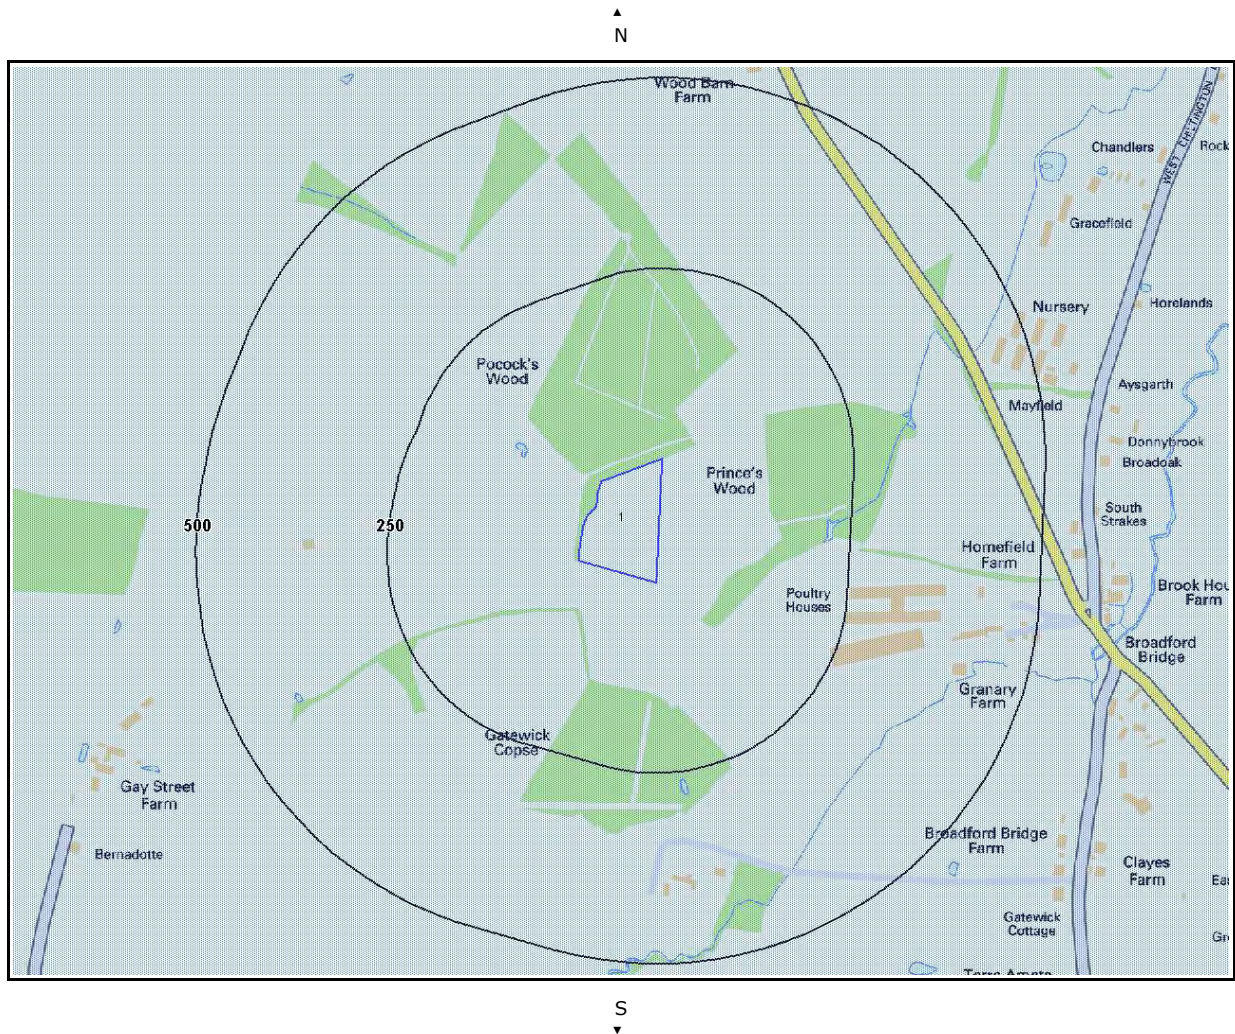 N
Wood Barn
Farm
WEST CHILTINGTON
Chandlers
Rock
Gracefield
Nursery
Horelands
Pocock's
Wood
Aysgarth
Mayfield
Donnybrook
Broadoak
Prince's
Wood
500
250
1
South
Strakes
Homefield
Farm
Poultry
Houses
Brook Hou
Farm
Broadford
Bridge
Granary
Farm
Gatewick
Copse
Gay Street
Farm
Bernadotte
Broadford Bridge
Farm
Clayes
Farm
Eas
Gatewick
Cottage
Gro
S